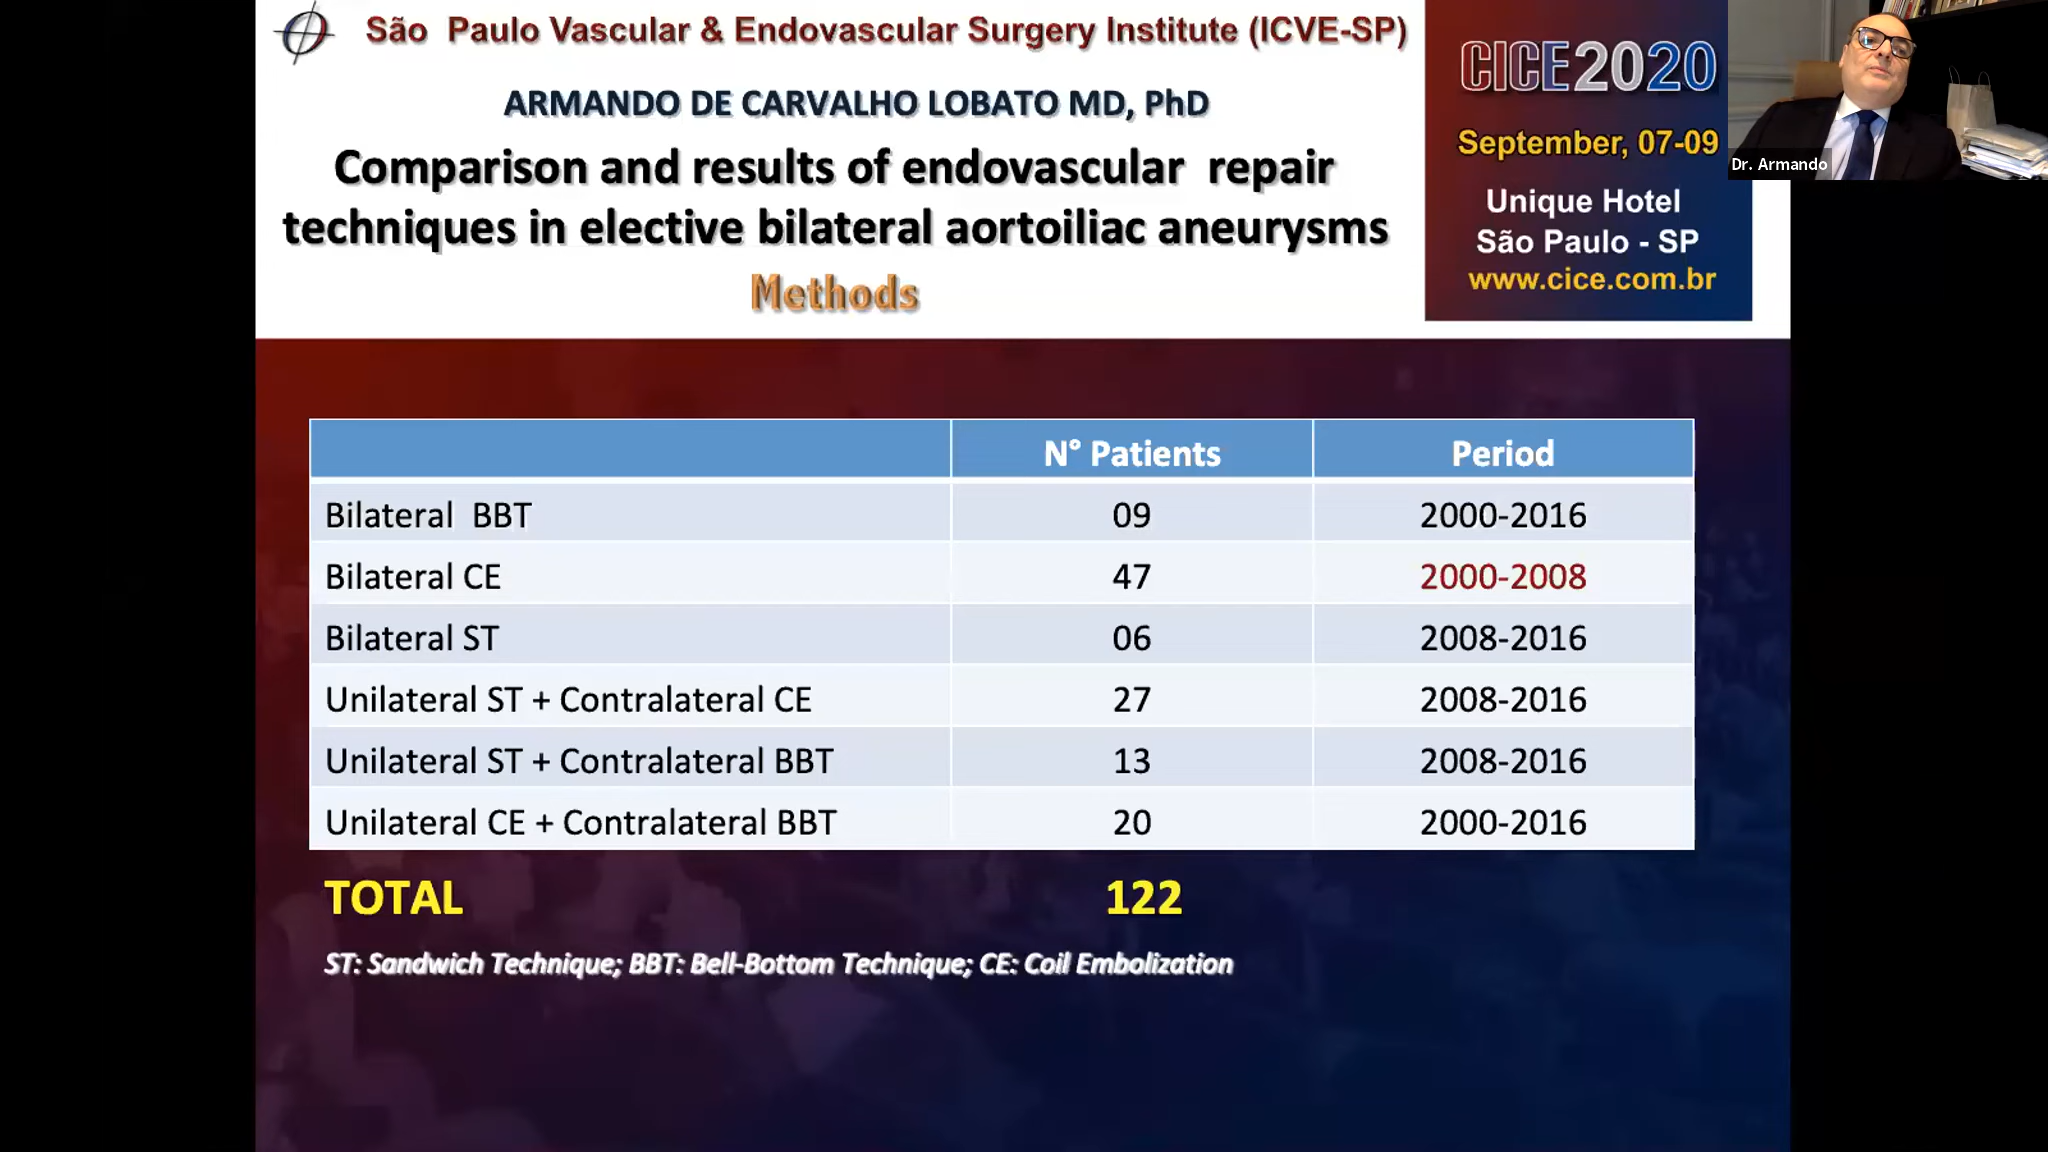 São Paulo Vascular & Endovascular Surgery Institute (ICVE-SP)
ARMANDO DE CARVALHO LOBATO MD, PhD
Comparison and results of endovascular repair
techniques in elective bilateral aortoiliac aneurysms
Methods
CICE2020
September, 07-09
Unique Hotel
São Paulo - SP
www.cice.com.br
Dr. Armando
N° Patients Period
Bilateral BBT 09 2000-2016
Bilateral CE 47 2000-2008
Bilateral ST 06 2008-2016
Unilateral ST + Contralateral CE 27 2008-2016
Unilateral ST + Contralateral BBT 13 2008-2016
Unilateral CE + Contralateral BBT 20 2000-2016
TOTAL 122
ST: Sandwich Technique; BBT: Bell-Bottom Technique; CE: Coil Embolization